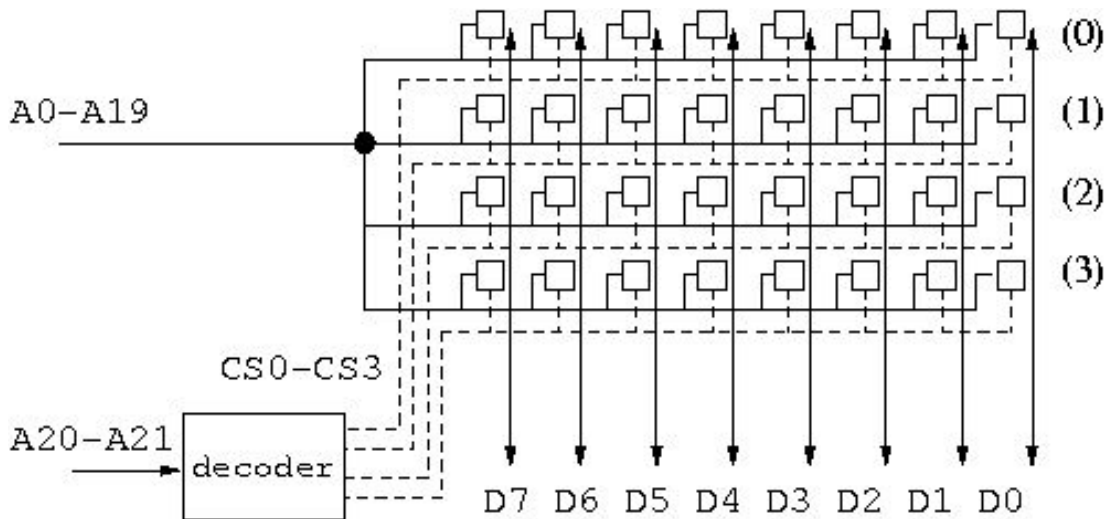 (0)
A0-A19
(1)
(2)
(3)
CS0-CS3
A20-A21
decoder
D7 D6 D5 D4 D3 D2 D1 D0